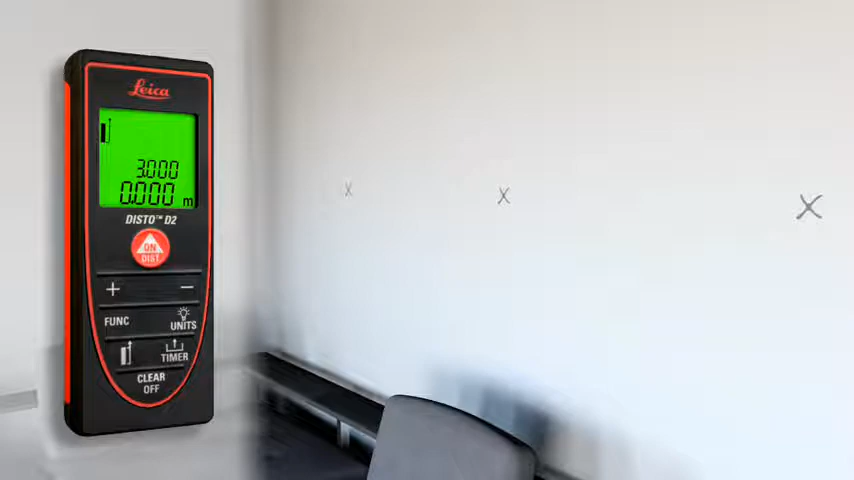 Leica
3.000
0.000 m
DISTO™ D2
ON
DIST
+ −
FUNC
UNITS
TIMER
CLEAR
OFF
X X X